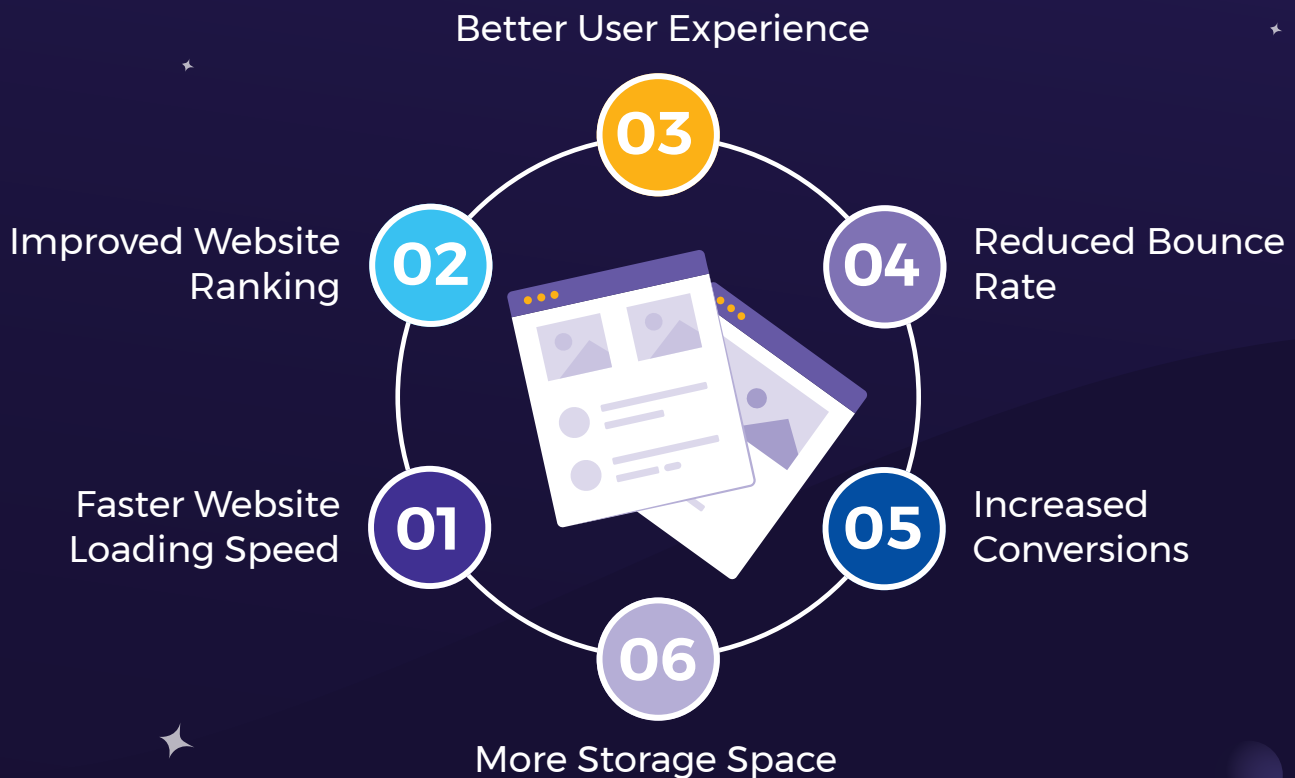 Better User Experience
03
Improved Website
Ranking
02
04
Reduced Bounce
Rate
Faster Website
Loading Speed
01
05
Increased
Conversions
06
More Storage Space